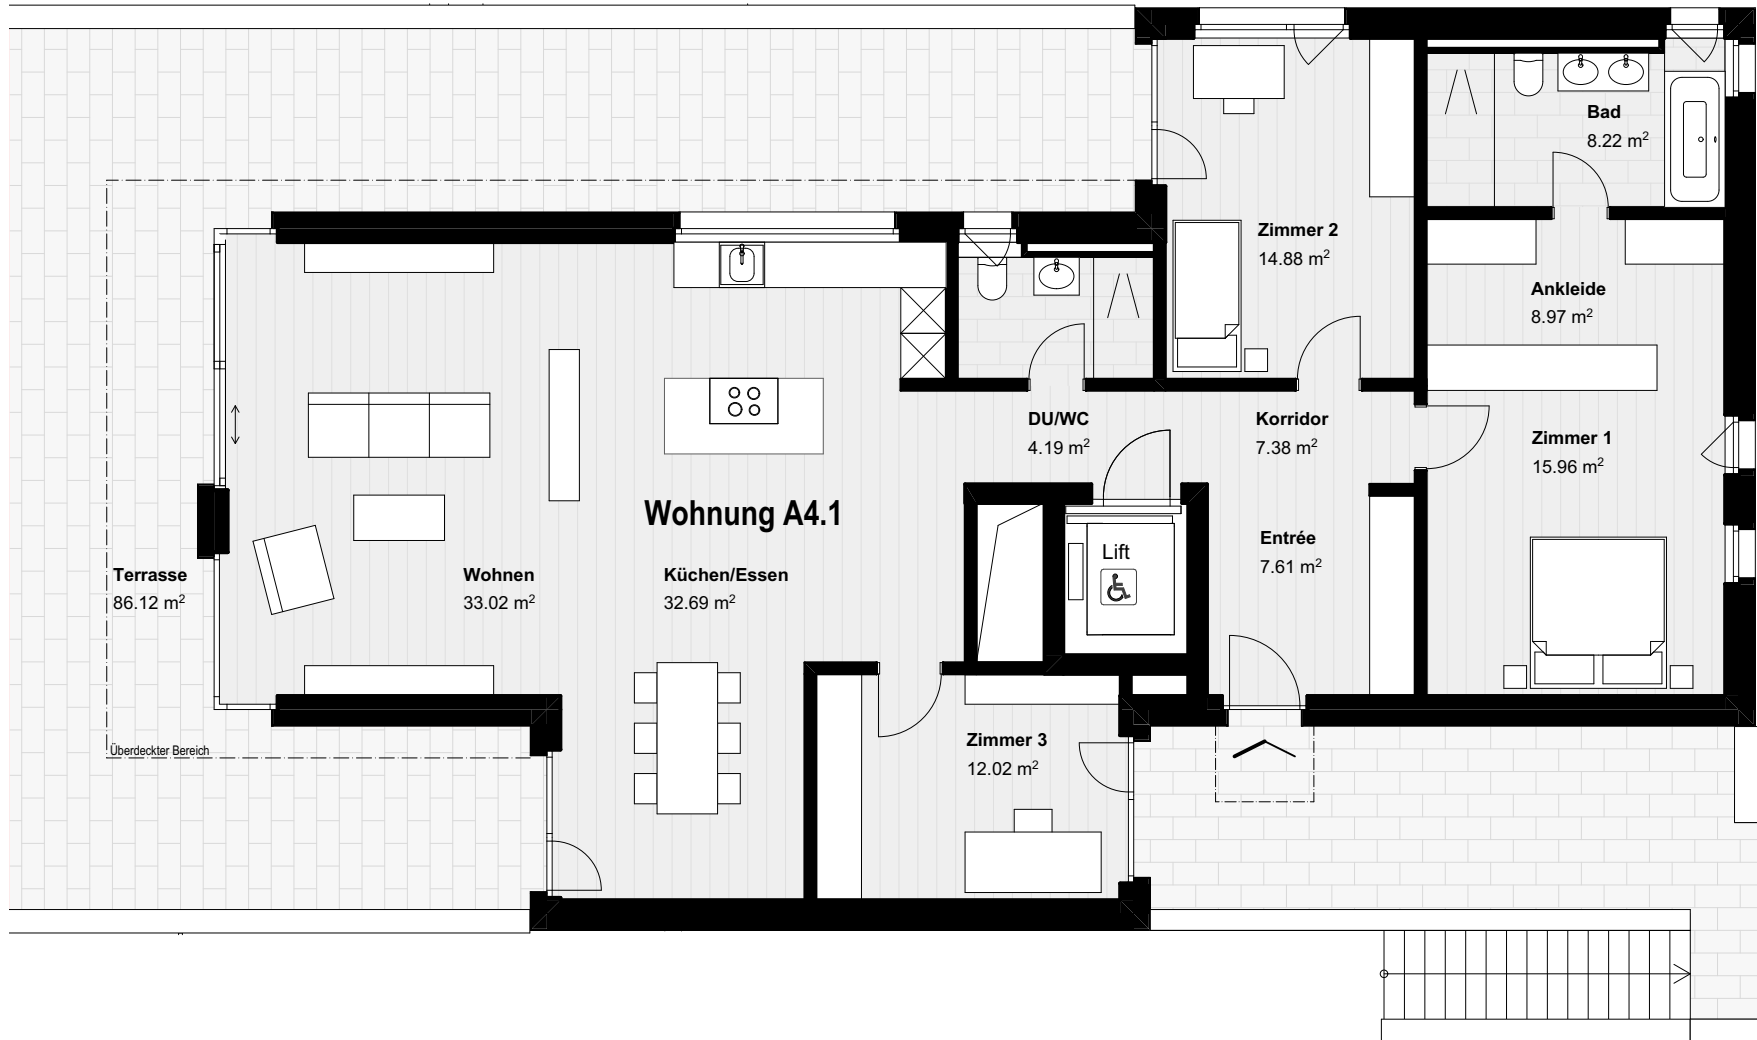 Bad
8.22 m²
Zimmer 2
14.88 m²
Ankleide
8.97 m²
DU/WC
4.19 m²
Korridor
7.38 m²
Zimmer 1
15.96 m²
Wohnung A4.1
Entrée
7.61 m²
Lift
Terrasse
86.12 m²
Wohnen
33.02 m²
Küchen/Essen
32.69 m²
Zimmer 3
12.02 m²
Überdeckter Bereich